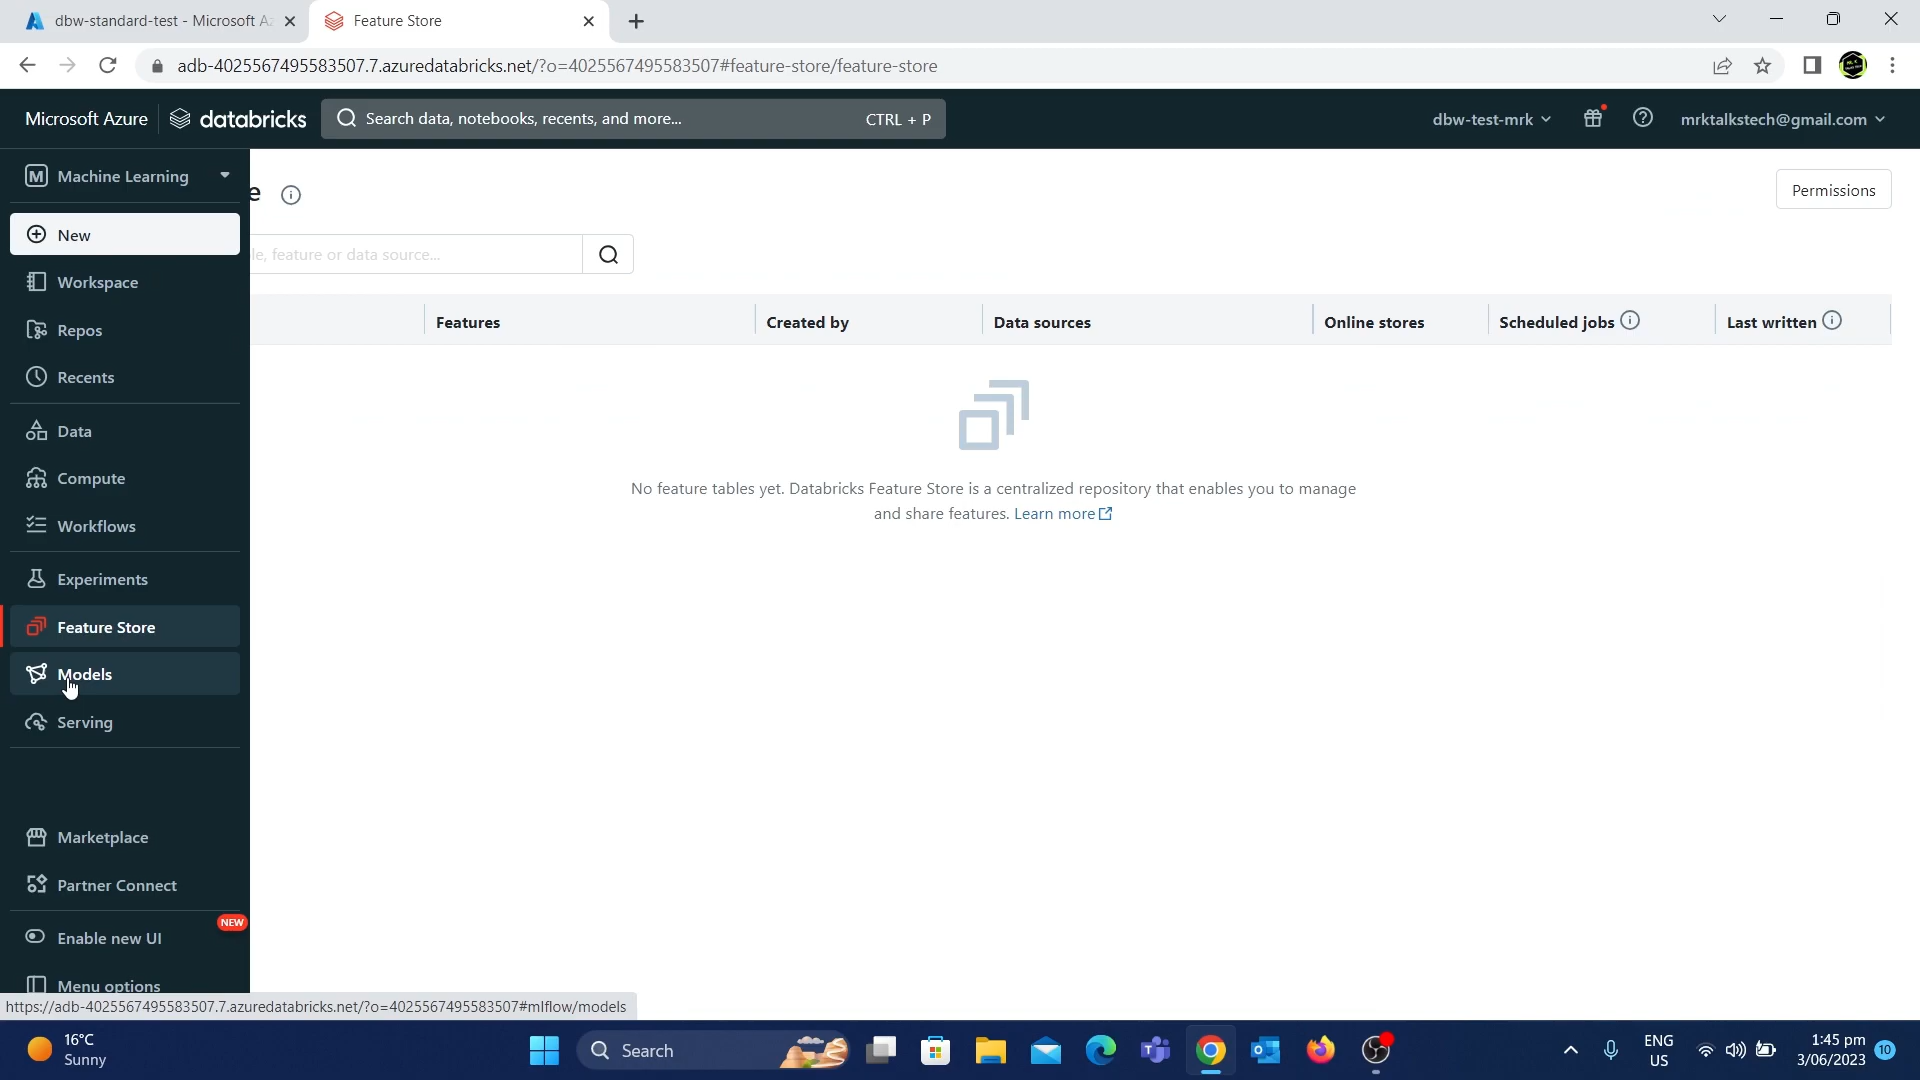 dbw-standard-test - Microsoft Az
Feature Store
adb-4025567495583507.7.azuredatabricks.net/?o=4025567495583507#feature-store/feature-store
Microsoft Azure
databricks
Search data, notebooks, recents, and more...
CTRL + P
dbw-test-mrk
mrktalkstech@gmail.com
M Machine Learning
e
Permissions
New
le, feature or data source...
Workspace
Features
Created by
Data sources
Online stores
Scheduled jobs
Last written
Repos
Recents
Data
Compute
No feature tables yet. Databricks Feature Store is a centralized repository that enables you to manage
and share features. Learn more
Workflows
Experiments
Feature Store
Models
Serving
Marketplace
Partner Connect
NEW
Enable new UI
Menu options
https://adb-4025567495583507.7.azuredatabricks.net/?o=4025567495583507#mlflow/models
16°C
Sunny
Search
ENG
US
1:45 pm
3/06/2023
10